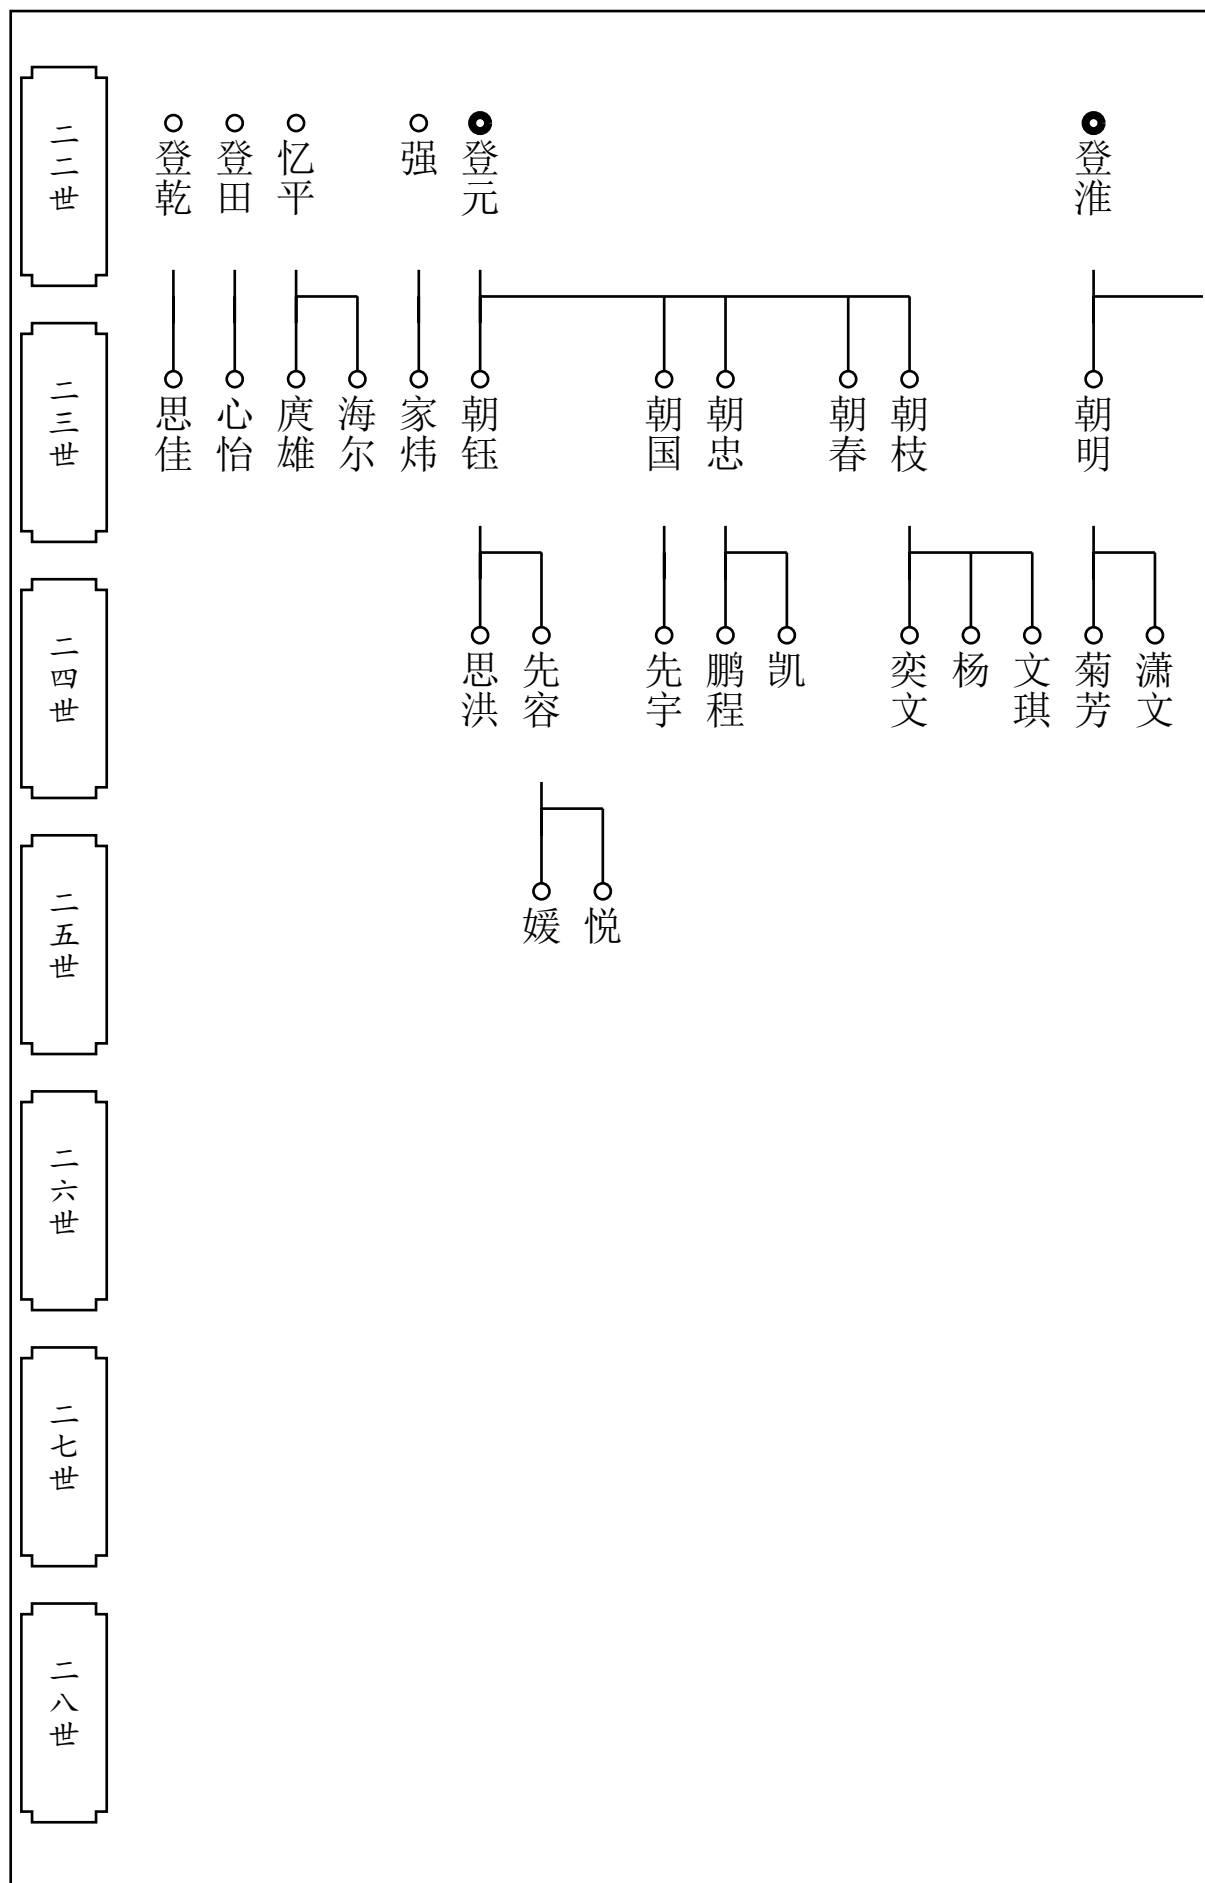 二二世
登乾
登田
忆平
强
登元
登淮
二三世
思佳
心怡
庹雄
海尔
家炜
朝钰
朝国
朝忠
朝春
朝枝
朝明
二四世
思洪
先容
先宇
鹏程
凯
奕文
杨
文琪
菊芳
潇文
二五世
媛
悦
二六世
二七世
二八世